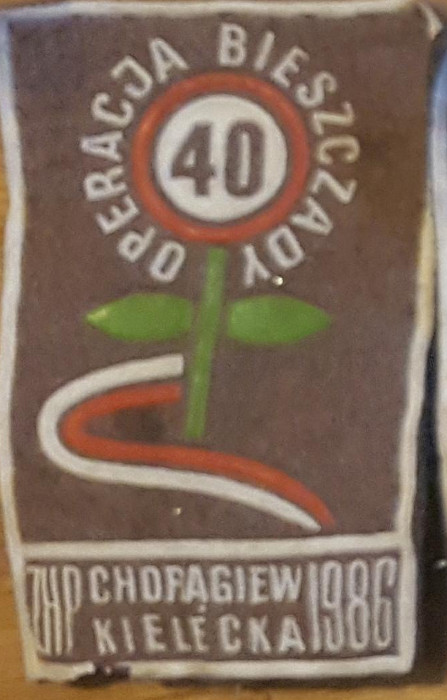 OPERACJA BIESZCZADY
40
ZHP CHORĄGIEW 1986
KIELECKA